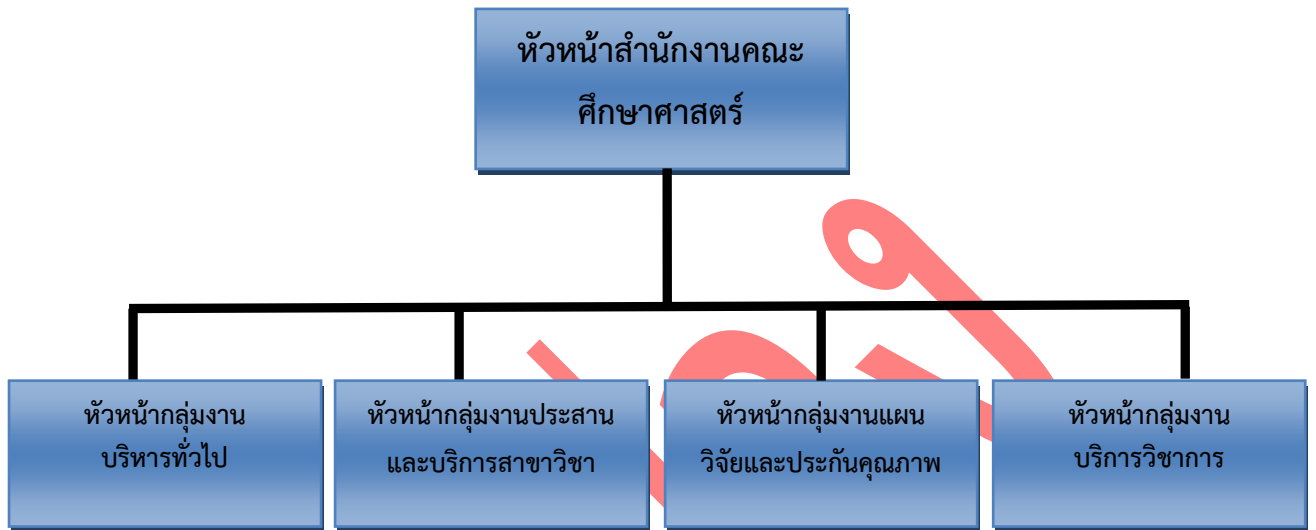 หัวหน้าสำนักงานคณะ
ศึกษาศาสตร์
หัวหน้ากลุ่มงาน
บริหารทั่วไป
หัวหน้ากลุ่มงานประสาน
และบริการสาขาวิชา
หัวหน้ากลุ่มงานแผน
วิจัยและประกันคุณภาพ
หัวหน้ากลุ่มงาน
บริการวิชาการ